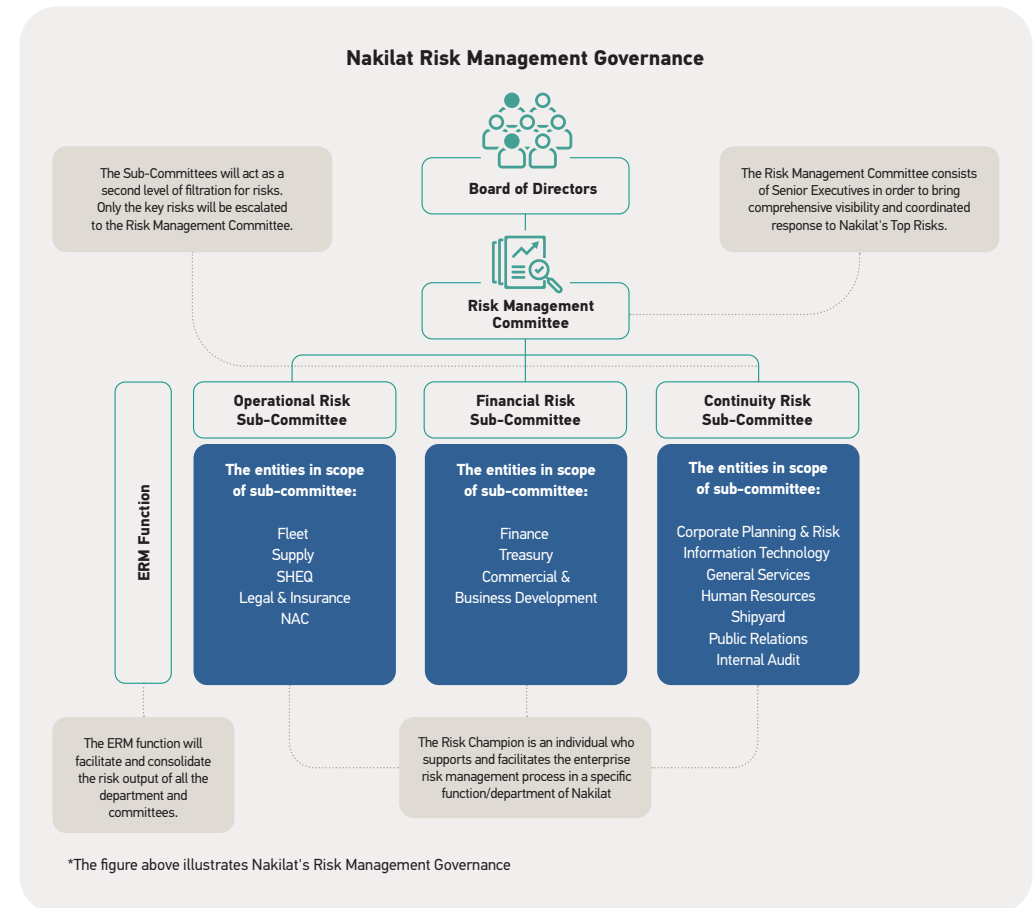 Nakilat Risk Management Governance
Board of Directors
The Sub-Committees will act as a
second level of filtration for risks.
Only the key risks will be escalated
to the Risk Management Committee.
The Risk Management Committee consists
of Senior Executives in order to bring
comprehensive visibility and coordinated
response to Nakilat's Top Risks.
Risk Management
Committee
ERM Function
Operational Risk
Sub-Committee
The entities in scope
of sub-committee:
Fleet
Supply
SHEQ
Legal & Insurance
NAC
Financial Risk
Sub-Committee
The entities in scope
of sub-committee:
Finance
Treasury
Commercial &
Business Development
Continuity Risk
Sub-Committee
The entities in scope
of sub-committee:
Corporate Planning & Risk
Information Technology
General Services
Human Resources
Shipyard
Public Relations
Internal Audit
The ERM function will
facilitate and consolidate
the risk output of all the
department and
committees.
The Risk Champion is an individual who
supports and facilitates the enterprise
risk management process in a specific
function/department of Nakilat
*The figure above illustrates Nakilat's Risk Management Governance